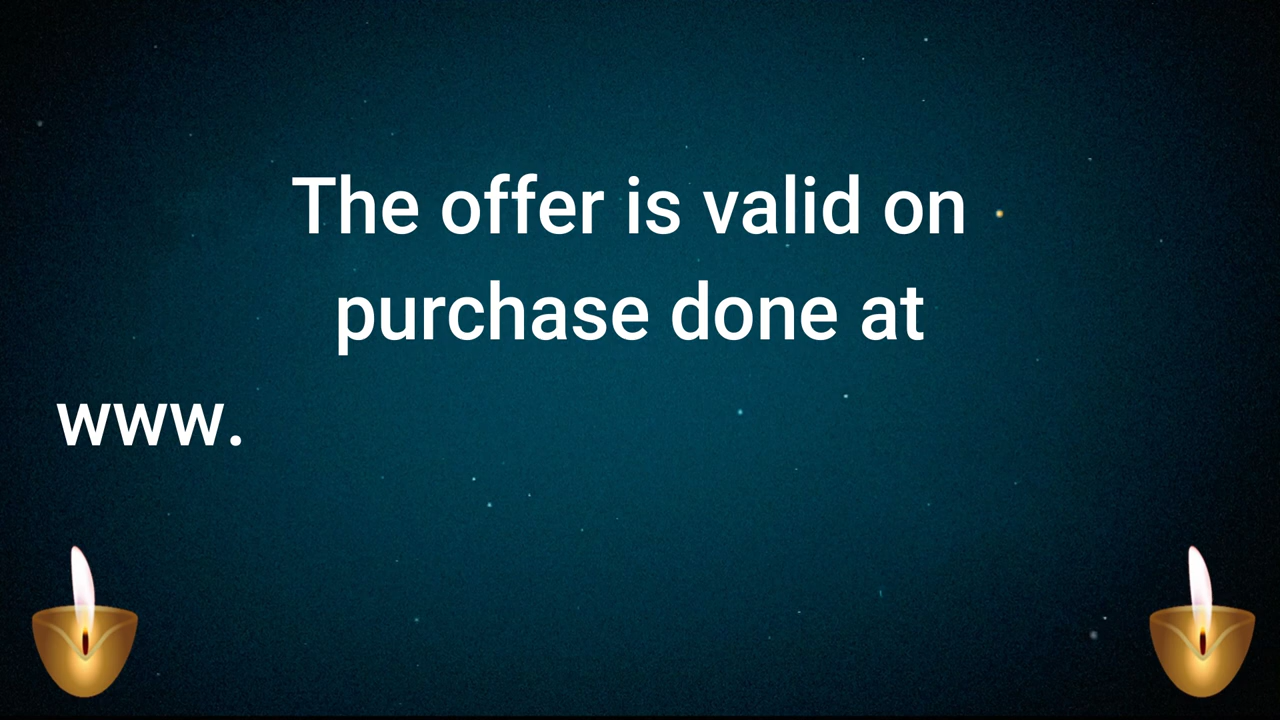 The offer is valid on
purchase done at
www.